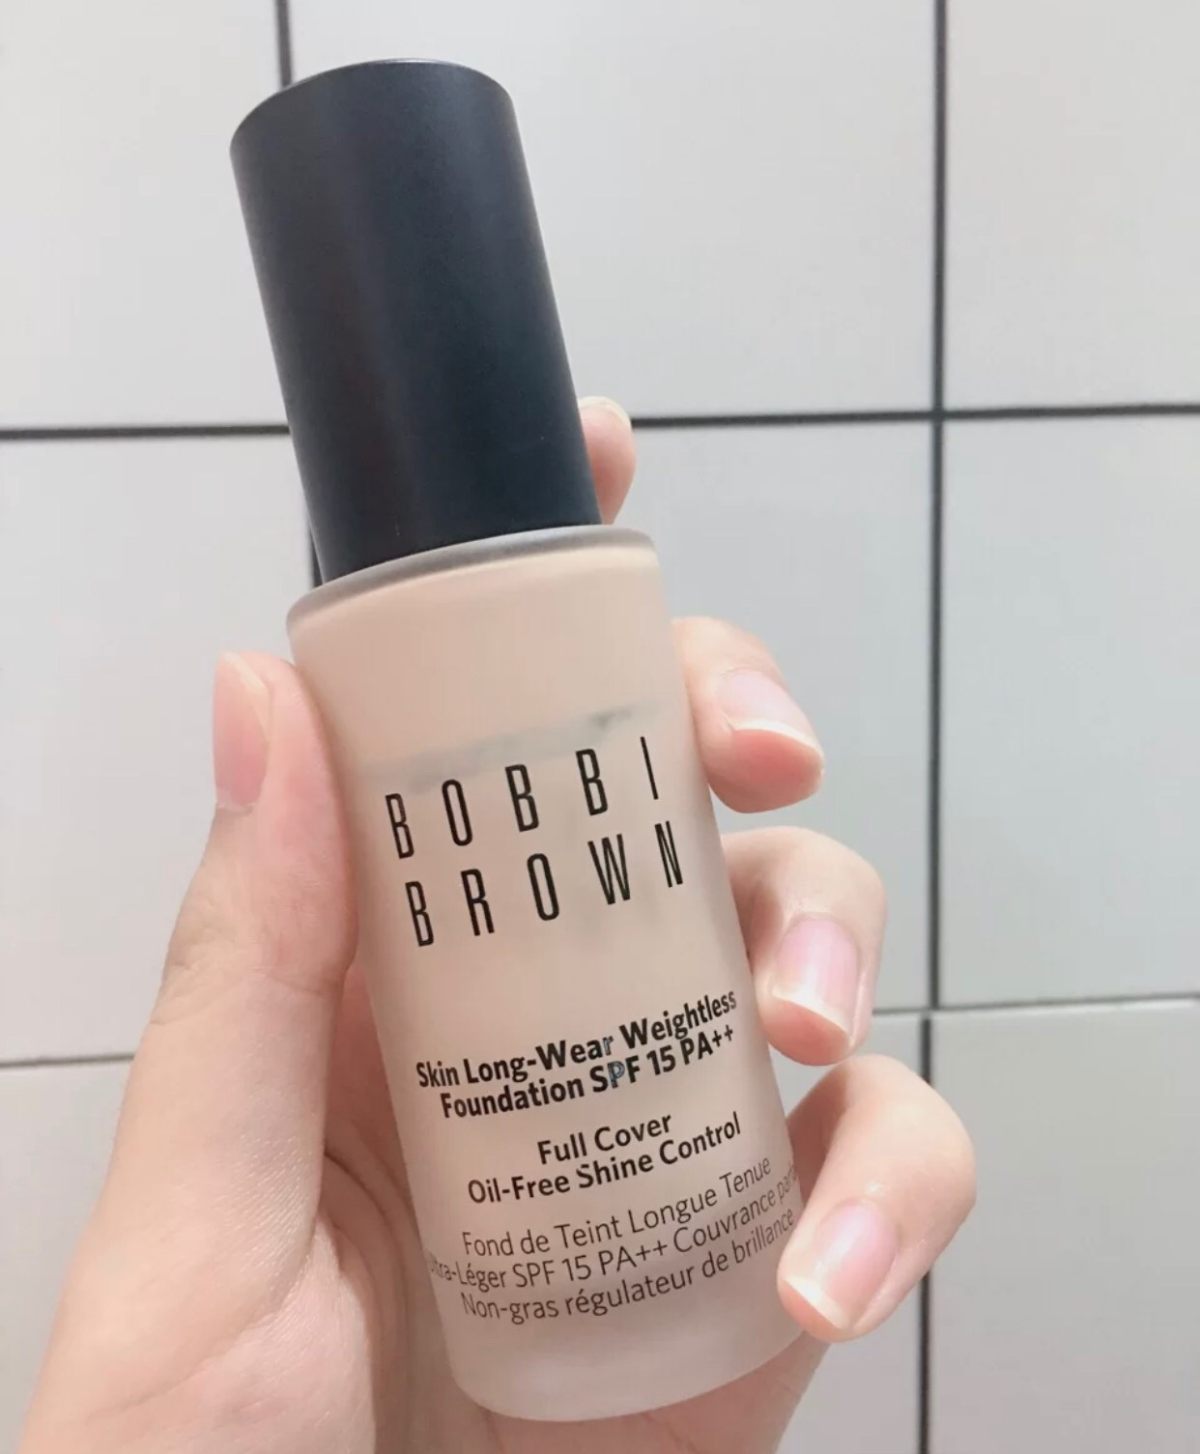 BOBBI
BROWN
Skin Long-Wear Weightless
Foundation SPF 15 PA++
Full Cover
Oil-Free Shine Control
Fond de Teint Longue Tenue
-Léger SPF 15 PA++ Couvrance
Non-gras régulateur de brillance